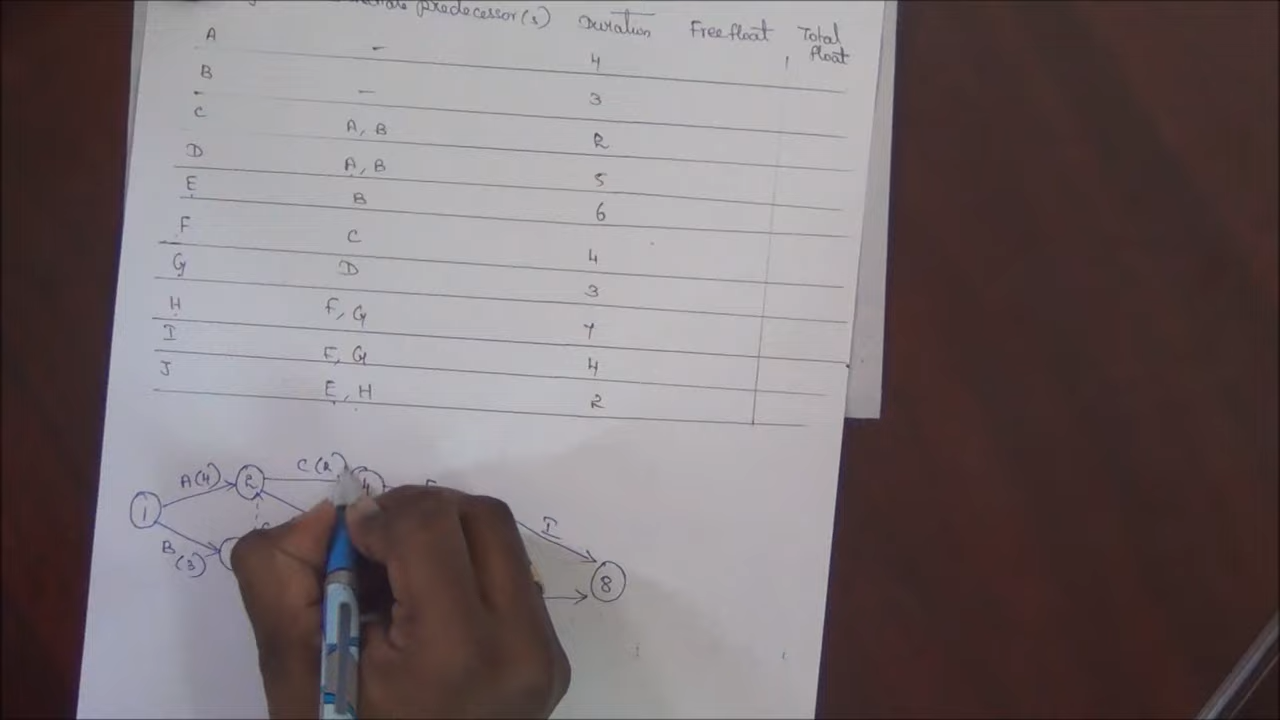 predecessor(s) Duration Free float Total float
A - 4
B - 3
C A, B 2
D A, B 5
E B 6
F C 4
G D 3
H F, G 7
I F, G 4
J E, H 2
A(4) C(2)
1 2 4
B (3) I
8